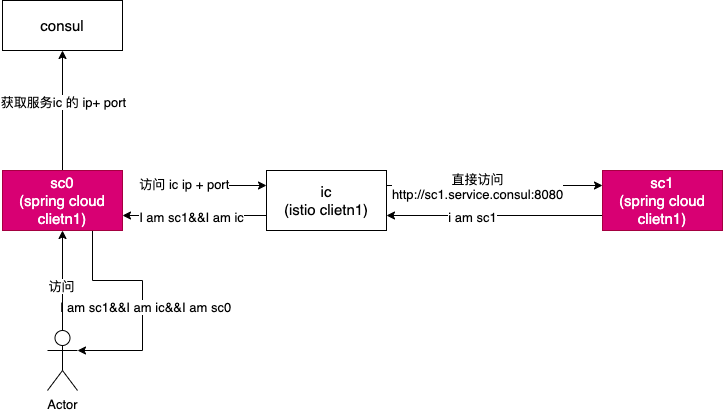 consul
获取服务ic 的 ip+ port
sc0
(spring cloud
clietn1)
访问 ic ip + port
I am sc1&&I am ic
ic
(istio clietn1)
直接访问
http://sc1.service.consul:8080
i am sc1
sc1
(spring cloud
clietn1)
访问
I am sc1&&I am ic&&I am sc0
Actor